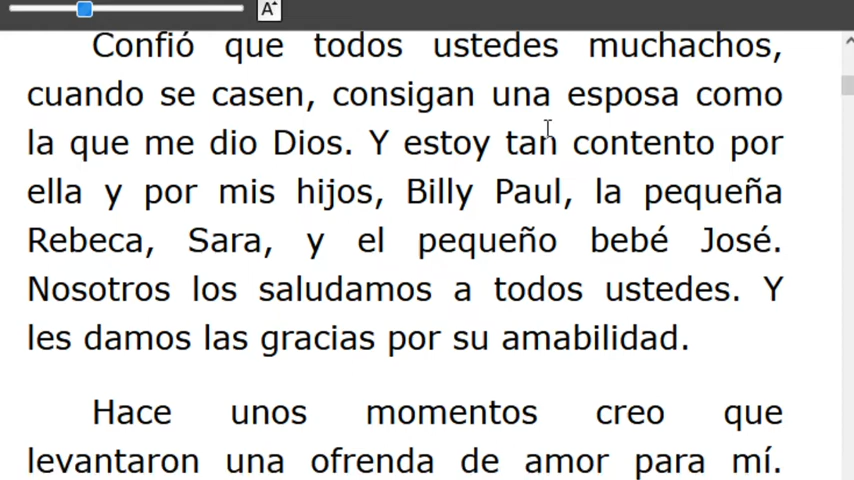 A
Confió que todos ustedes muchachos,
cuando se casen, consigan una esposa como
la que me dio Dios. Y estoy tan contento por
ella y por mis hijos, Billy Paul, la pequeña
Rebeca, Sara, y el pequeño bebé José.
Nosotros los saludamos a todos ustedes. Y
les damos las gracias por su amabilidad.
Hace unos momentos creo que
levantaron una ofrenda de amor para mí.